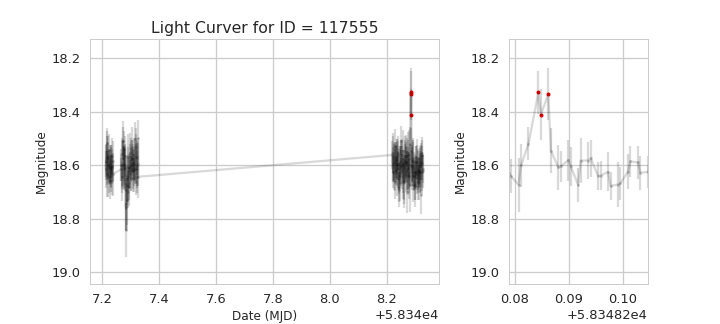 Light Curver for ID = 117555
Magnitude
18.2
18.4
18.6
18.8
19.0
7.2 7.4 7.6 7.8 8.0 8.2
Date (MJD)
+5.834e4
Magnitude
18.2
18.4
18.6
18.8
19.0
0.08 0.09 0.10
+5.83482e4